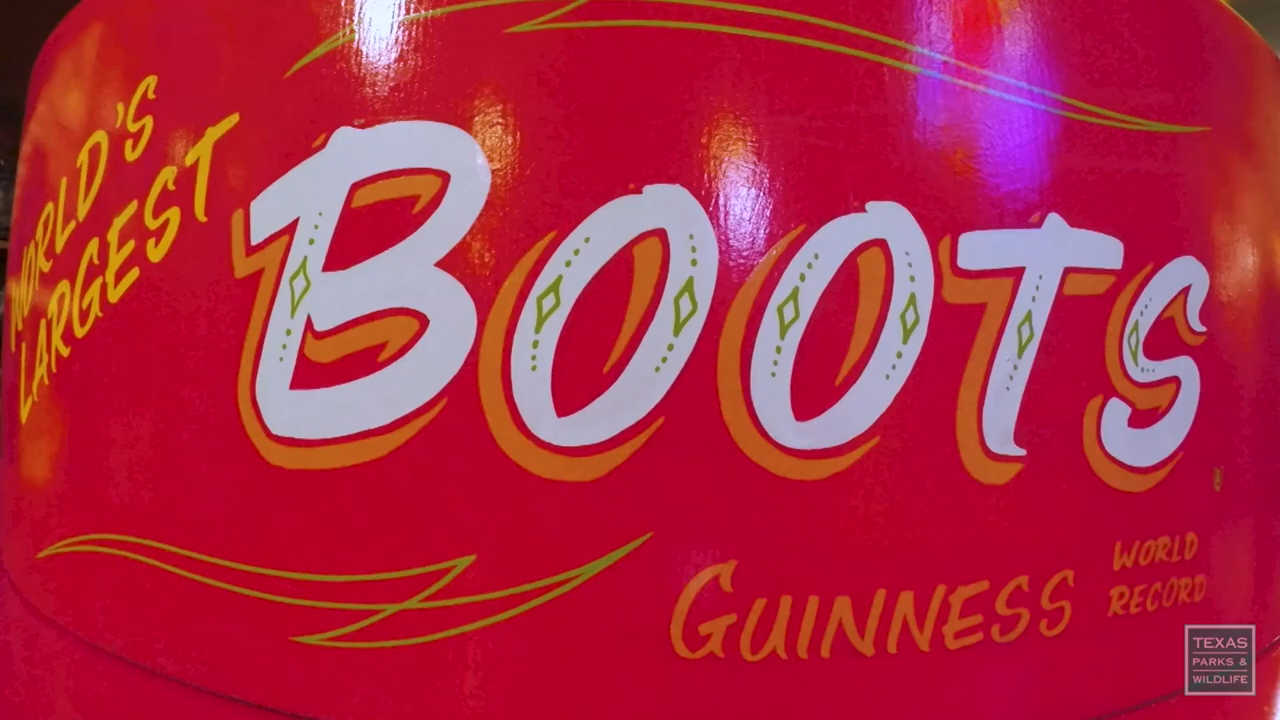 WORLD'S
LARGEST
BOOTS
GUINNESS
WORLD
RECORD
TEXAS
PARKS &
WILDLIFE